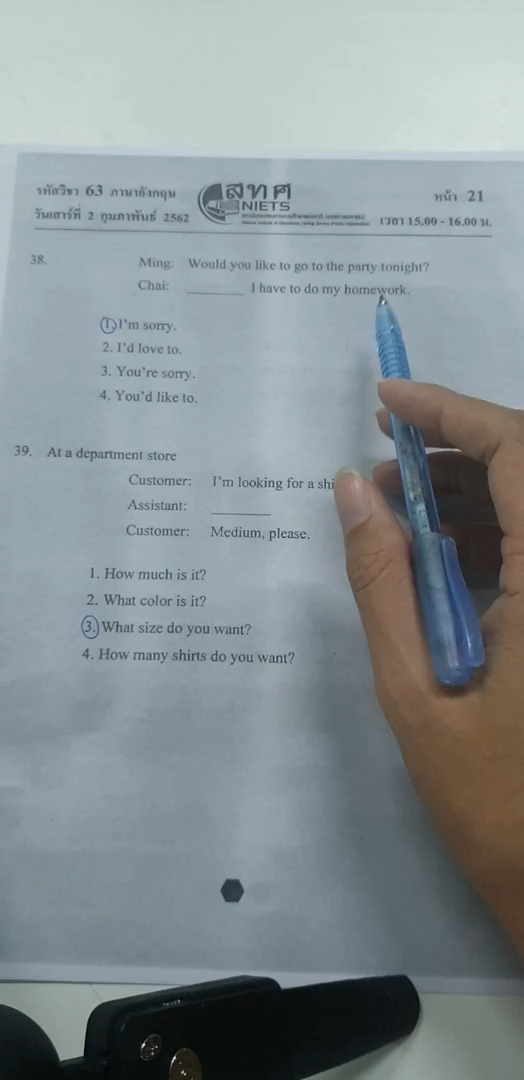 รหัสวิชา 63 ภาษาอังกฤษ
วันเสาร์ที่ 2 กุมภาพันธ์ 2562
สทศ
NIETS
หน้า 21
เวลา 15.00 - 16.00 น.
38. Ming: Would you like to go to the party tonight?
Chai: ________ I have to do my homework.
1. I'm sorry.
2. I'd love to.
3. You're sorry.
4. You'd like to.
39. At a department store
Customer: I'm looking for a shi
Assistant: ________
Customer: Medium, please.
1. How much is it?
2. What color is it?
3. What size do you want?
4. How many shirts do you want?